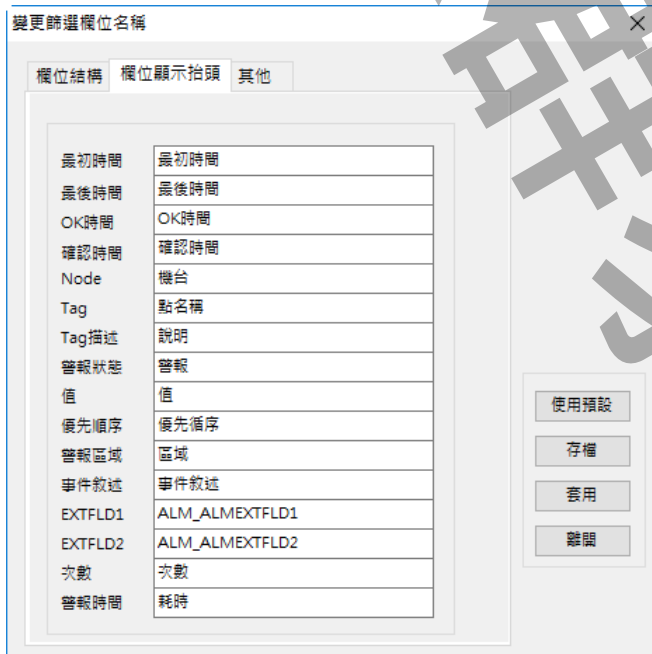 變更篩選欄位名稱
欄位結構 欄位顯示抬頭 其他
最初時間 最初時間
最後時間 最後時間
OK時間 OK時間
確認時間 確認時間
Node 機台
Tag 點名稱
Tag描述 說明
警報狀態 警報
值 值
優先順序 優先循序
警報區域 區域
事件敘述 事件敘述
EXTFLD1 ALM_ALMEXTFLD1
EXTFLD2 ALM_ALMEXTFLD2
次數 次數
警報時間 耗時
使用預設
存檔
套用
離開